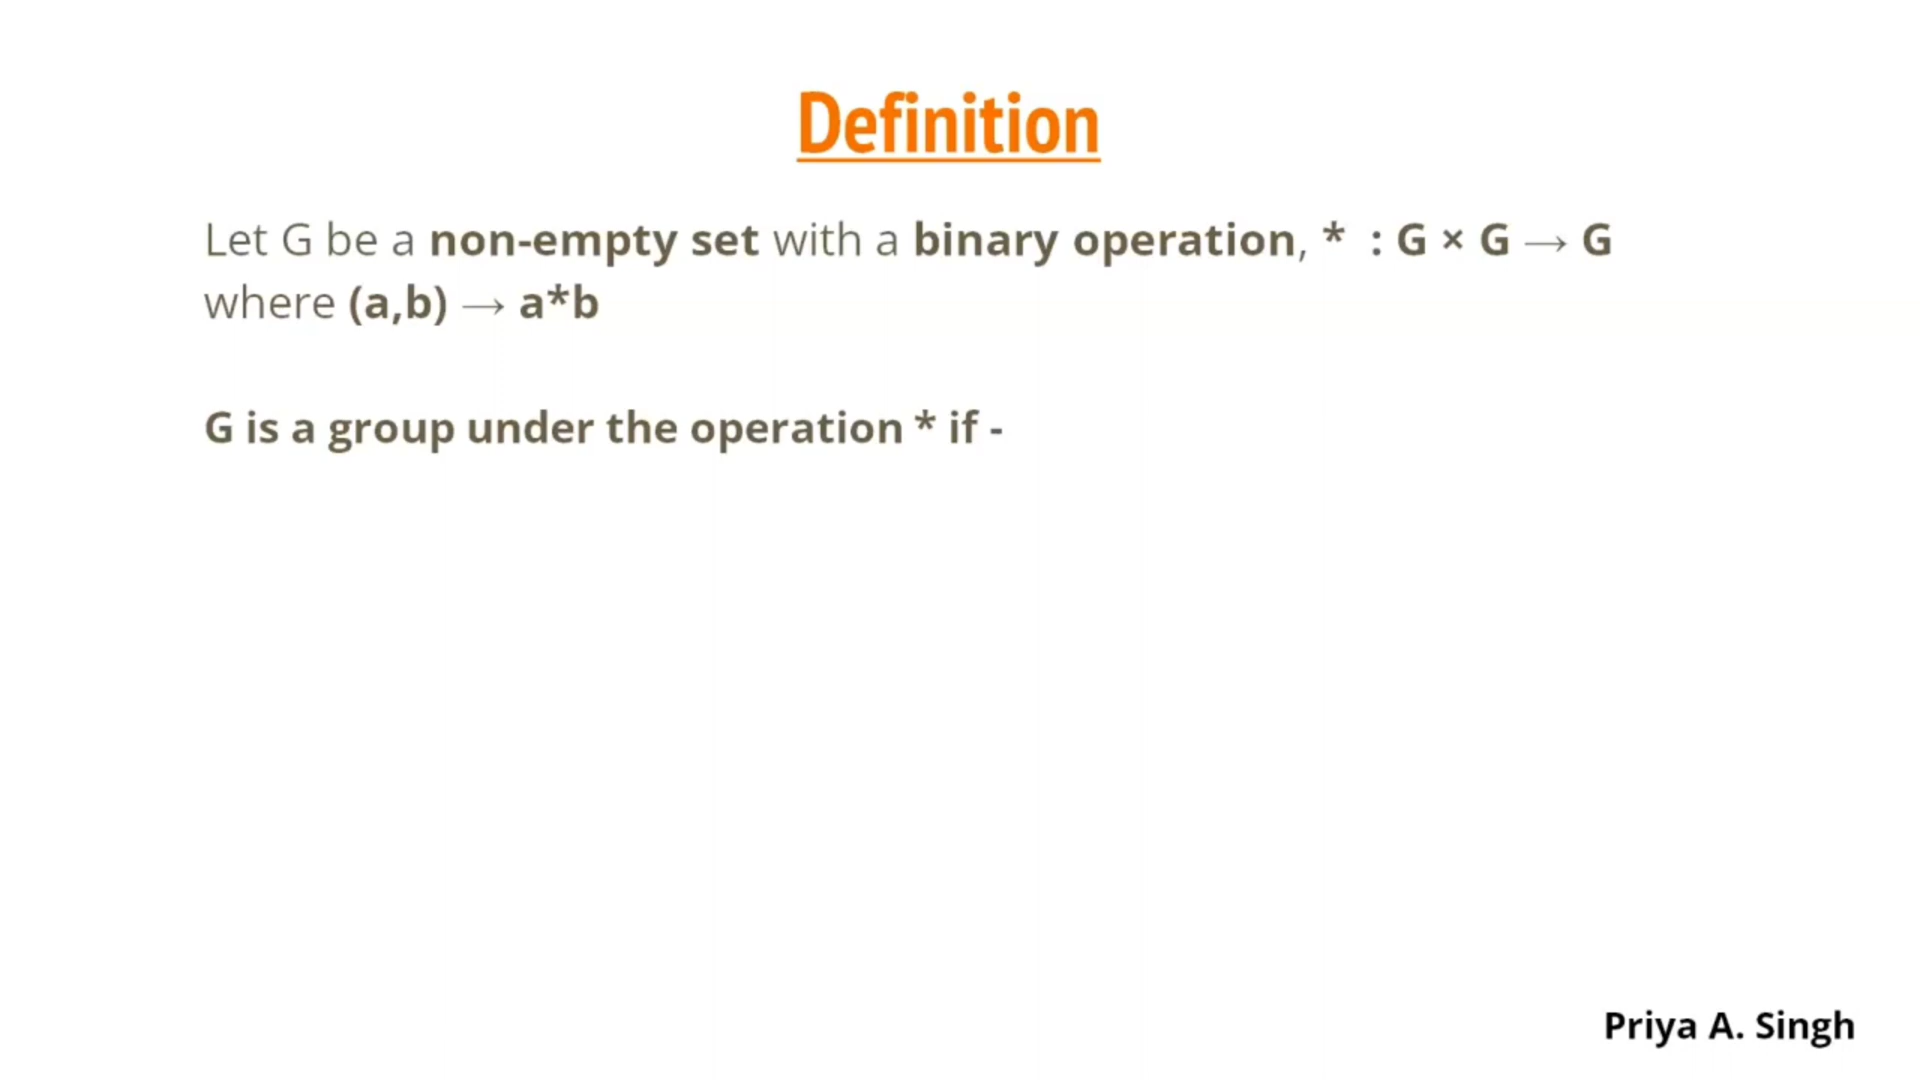 Definition
Let G be a non-empty set with a binary operation, * : G × G → G
where (a,b) → a*b
G is a group under the operation * if -
Priya A. Singh